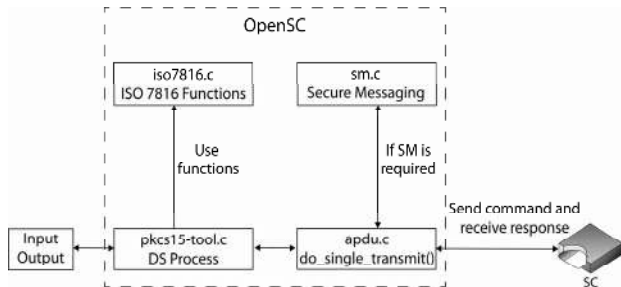 OpenSC
iso7816.c
ISO 7816 Functions
sm.c
Secure Messaging
Use
functions
If SM is
required
Input
Output
pkcs15-tool.c
DS Process
apdu.c
do_single_transmit()
Send command and
receive response
SC